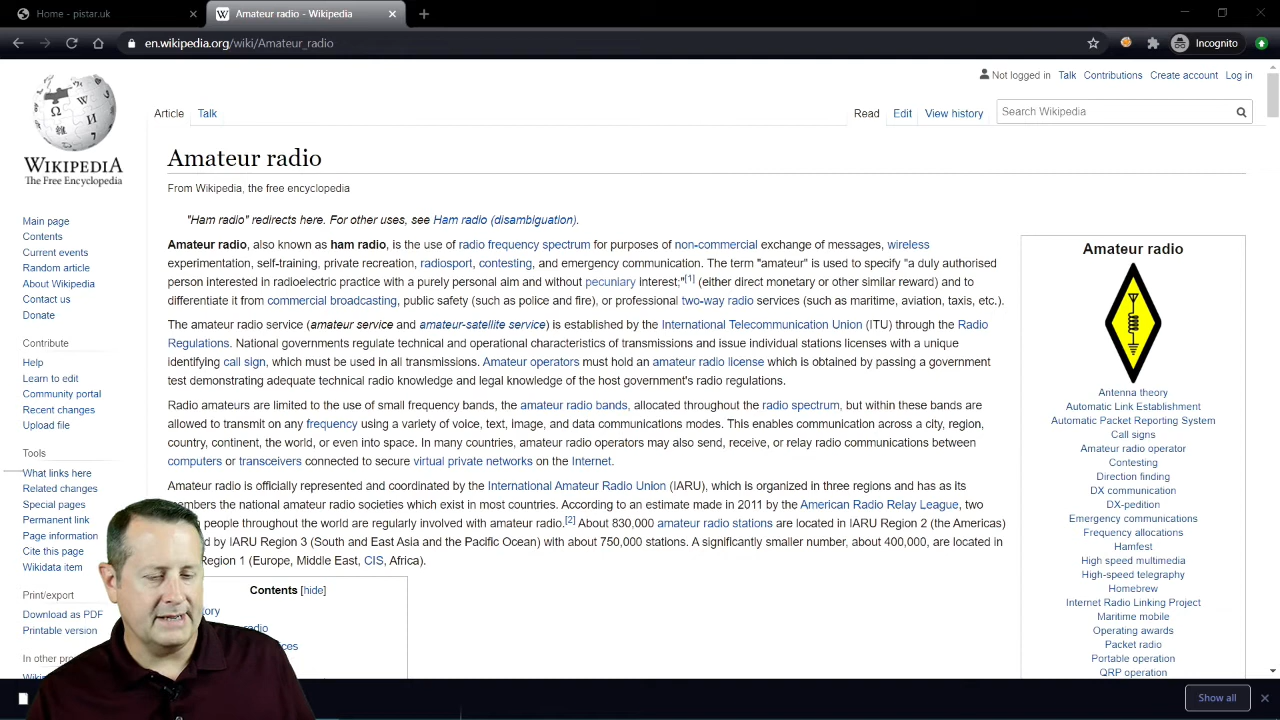 Home - pistar.uk
Amateur radio - Wikipedia
en.wikipedia.org/wiki/Amateur_radio
Incognito
Not logged in Talk Contributions Create account Log in
Article Talk
Read Edit View history
Search Wikipedia
WIKIPEDIA
The Free Encyclopedia
Main page
Contents
Current events
Random article
About Wikipedia
Contact us
Donate
Contribute
Help
Learn to edit
Community portal
Recent changes
Upload file
Tools
What links here
Related changes
Special pages
Permanent link
Page information
Cite this page
Wikidata item
Print/export
Download as PDF
Printable version
In other
Amateur radio
From Wikipedia, the free encyclopedia
"Ham radio" redirects here. For other uses, see Ham radio (disambiguation).
Amateur radio, also known as ham radio, is the use of radio frequency spectrum for purposes of non-commercial exchange of messages, wireless
experimentation, self-training, private recreation, radiosport, contesting, and emergency communication. The term "amateur" is used to specify "a duly authorised
person interested in radioelectric practice with a purely personal aim and without pecuniary interest;"[1] (either direct monetary or other similar reward) and to
differentiate it from commercial broadcasting, public safety (such as police and fire), or professional two-way radio services (such as maritime, aviation, taxis, etc.).
The amateur radio service (amateur service and amateur-satellite service) is established by the International Telecommunication Union (ITU) through the Radio
Regulations. National governments regulate technical and operational characteristics of transmissions and issue individual stations licenses with a unique
identifying call sign, which must be used in all transmissions. Amateur operators must hold an amateur radio license which is obtained by passing a government
test demonstrating adequate technical radio knowledge and legal knowledge of the host government's radio regulations.
Radio amateurs are limited to the use of small frequency bands, the amateur radio bands, allocated throughout the radio spectrum, but within these bands are
allowed to transmit on any frequency using a variety of voice, text, image, and data communications modes. This enables communication across a city, region,
country, continent, the world, or even into space. In many countries, amateur radio operators may also send, receive, or relay radio communications between
computers or transceivers connected to secure virtual private networks on the Internet.
Amateur radio is officially represented and coordinated by the International Amateur Radio Union (IARU), which is organized in three regions and has as its
members the national amateur radio societies which exist in most countries. According to an estimate made in 2011 by the American Radio Relay League, two
people throughout the world are regularly involved with amateur radio.[2] About 830,000 amateur radio stations are located in IARU Region 2 (the Americas)
by IARU Region 3 (South and East Asia and the Pacific Ocean) with about 750,000 stations. A significantly smaller number, about 400,000, are located in
Region 1 (Europe, Middle East, CIS, Africa).
Contents [hide]
Amateur radio
Antenna theory
Automatic Link Establishment
Automatic Packet Reporting System
Call signs
Amateur radio operator
Contesting
Direction finding
DX communication
DX-pedition
Emergency communications
Frequency allocations
Hamfest
High speed multimedia
High-speed telegraphy
Homebrew
Internet Radio Linking Project
Maritime mobile
Operating awards
Packet radio
Portable operation
QRP operation
Show all